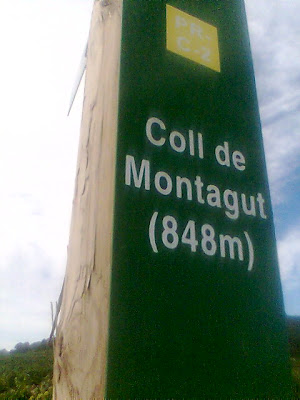 PR-
C-2
Coll de
Montagut
(848m)